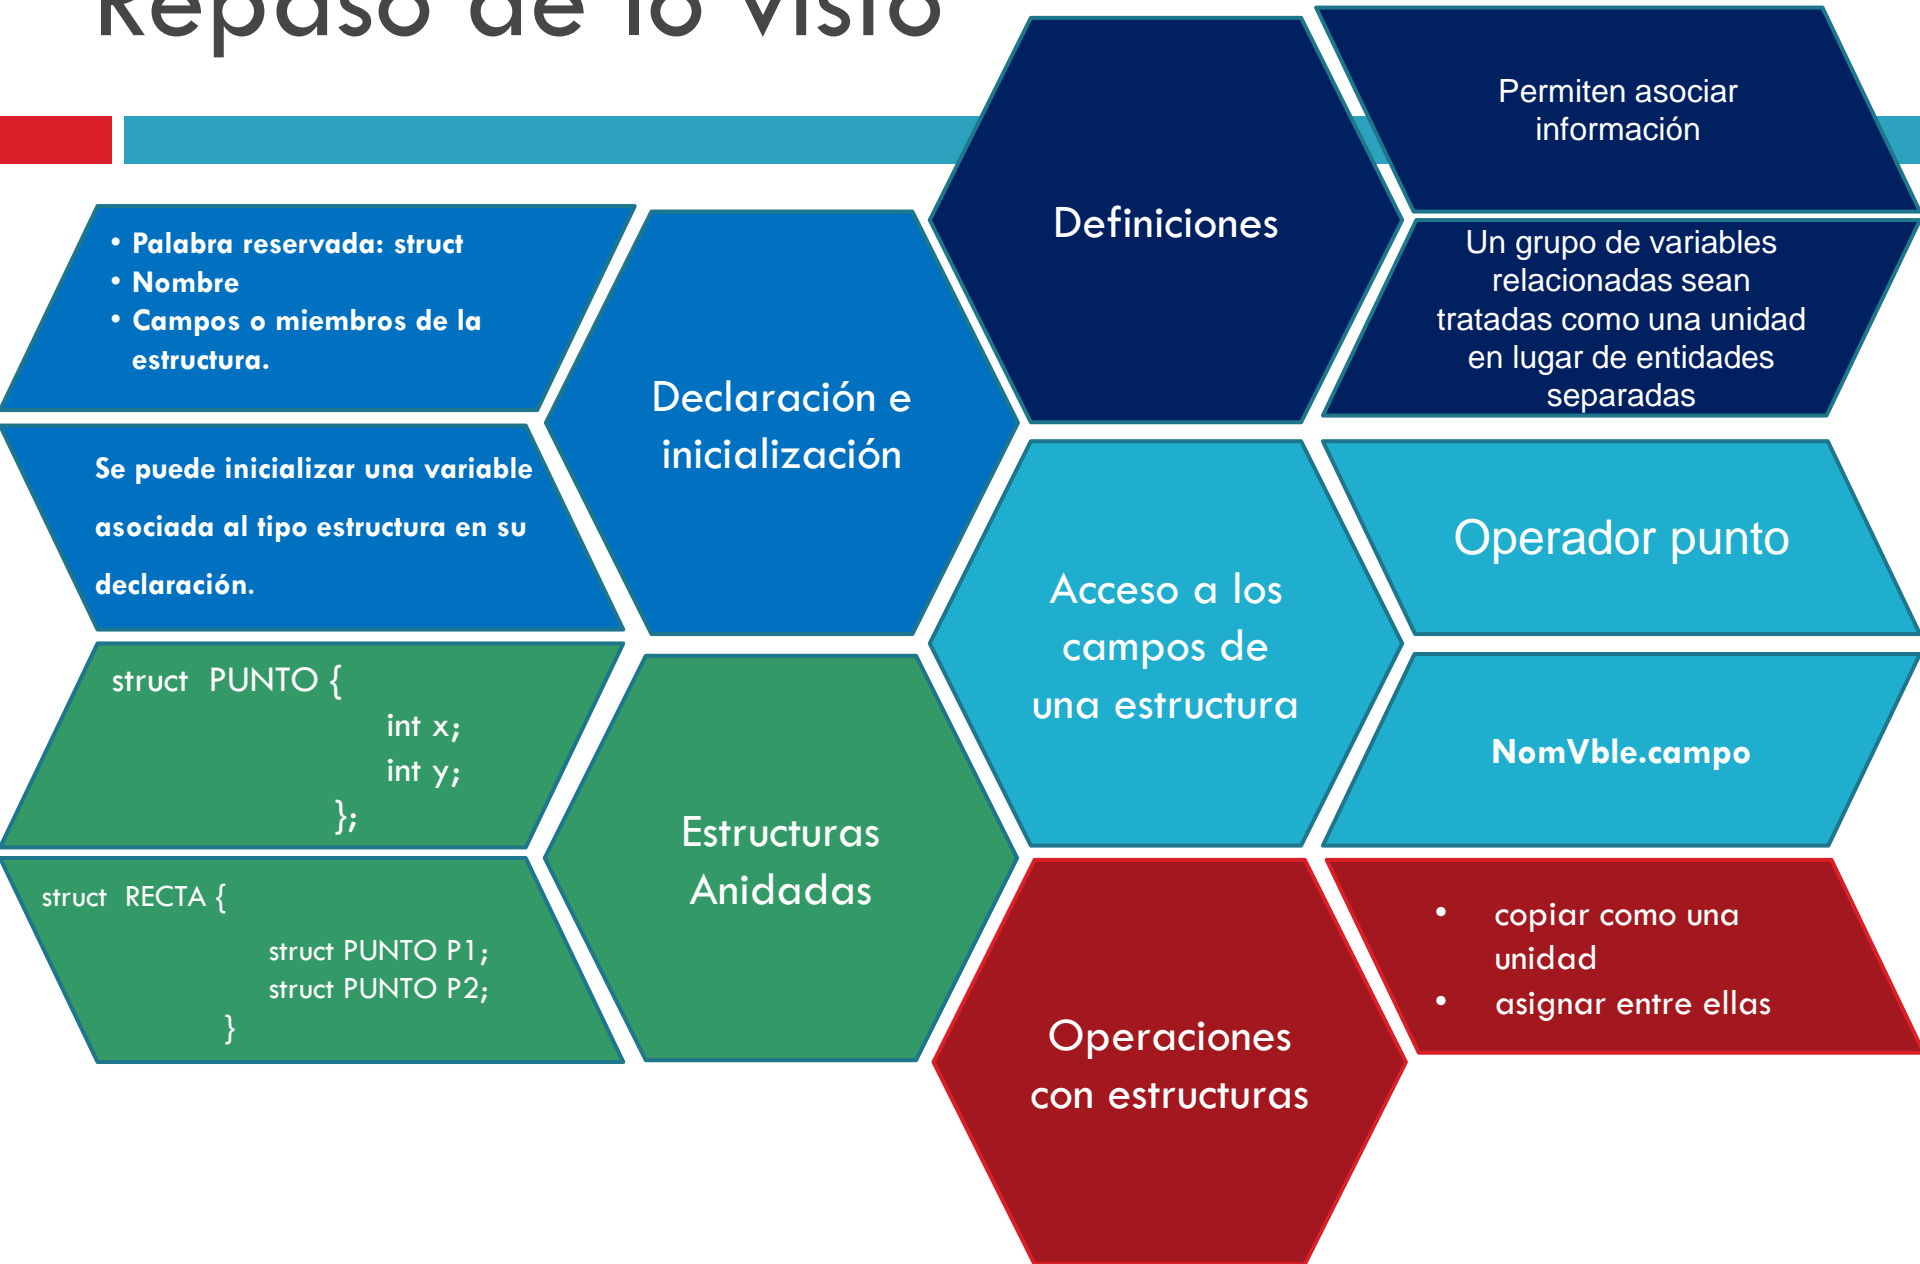 Repaso de lo visto
Definiciones
Permiten asociar
información
Un grupo de variables
relacionadas sean
tratadas como una unidad
en lugar de entidades
separadas
• Palabra reservada: struct
• Nombre
• Campos o miembros de la
estructura.
Se puede inicializar una variable
asociada al tipo estructura en su
declaración.
Declaración e
inicialización
Acceso a los
campos de
una estructura
Operador punto
NomVble.campo
struct PUNTO {
int x;
int y;
};
struct RECTA {
struct PUNTO P1;
struct PUNTO P2;
}
Estructuras
Anidadas
Operaciones
con estructuras
• copiar como una
unidad
• asignar entre ellas